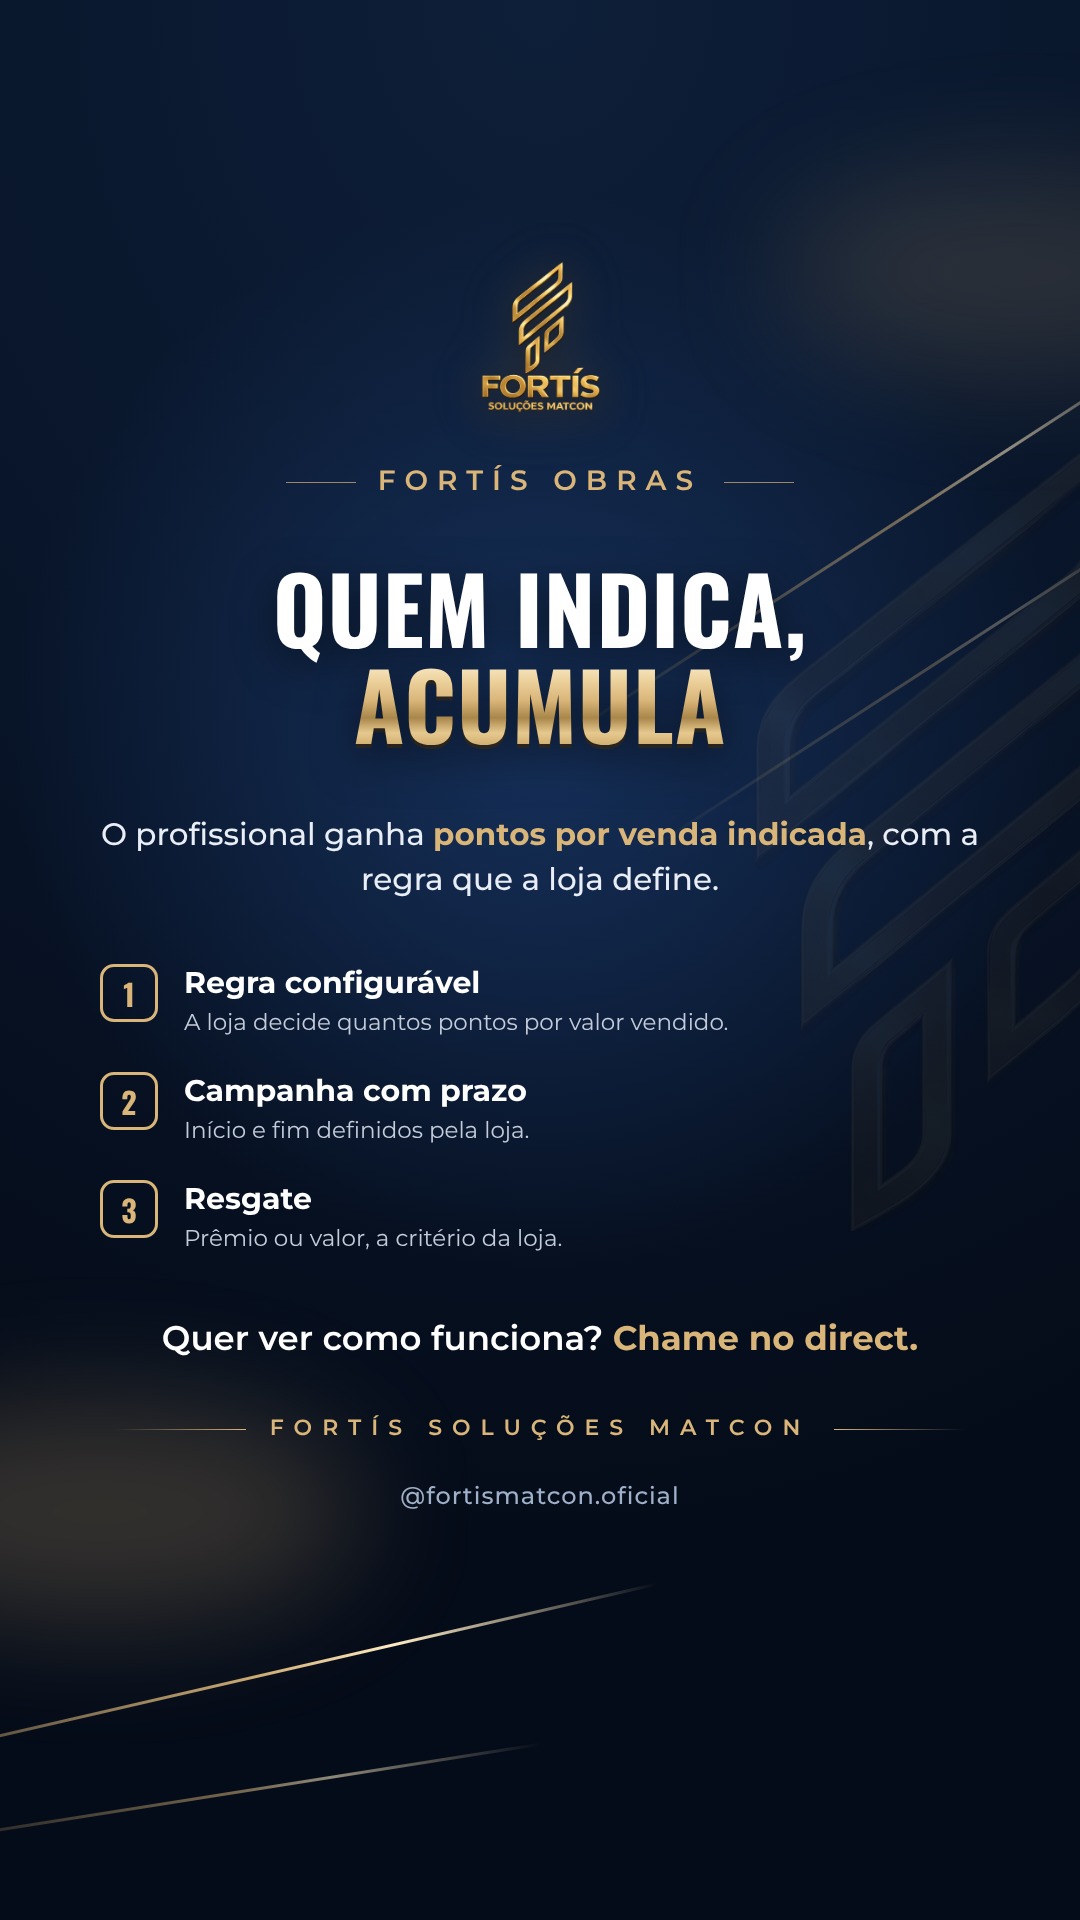 FORTÍS
SOLUÇÕES MATCON
FORTÍS OBRAS
QUEM INDICA,
ACUMULA
O profissional ganha pontos por venda indicada, com a
regra que a loja define.
1
Regra configurável
A loja decide quantos pontos por valor vendido.
2
Campanha com prazo
Início e fim definidos pela loja.
3
Resgate
Prêmio ou valor, a critério da loja.
Quer ver como funciona? Chame no direct.
FORTÍS SOLUÇÕES MATCON
@fortismatcon.oficial